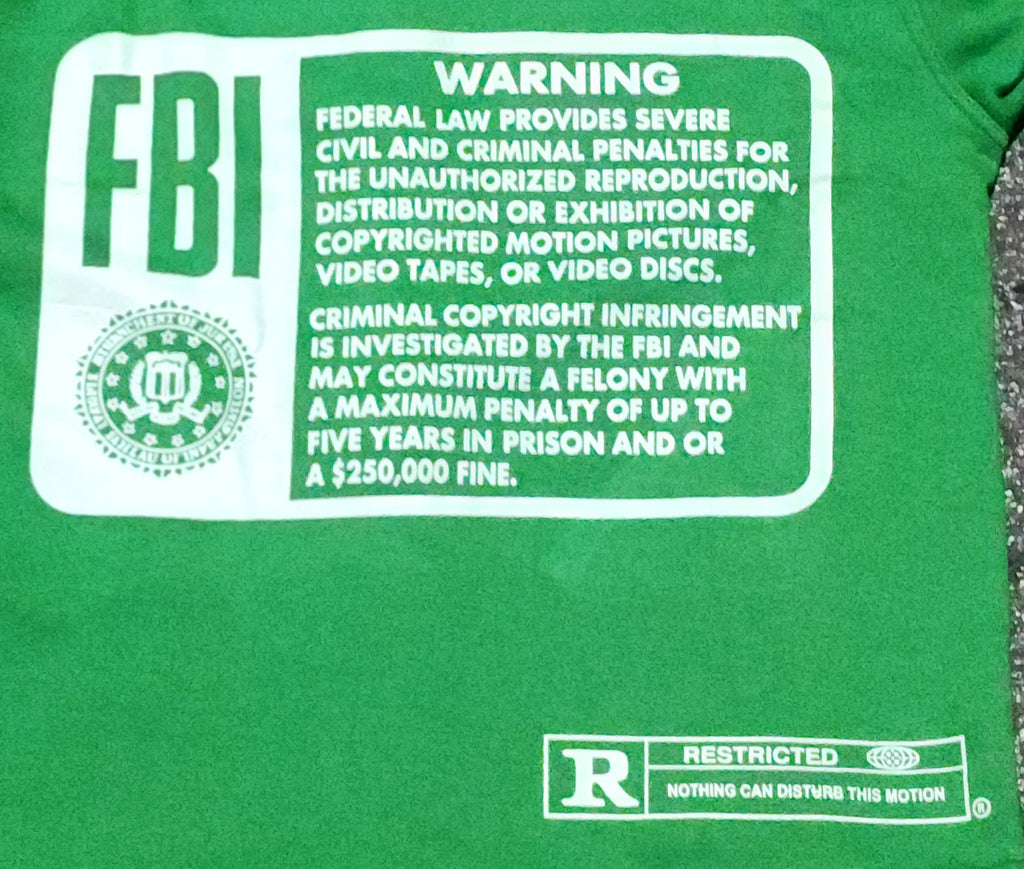 FBI
WARNING
FEDERAL LAW PROVIDES SEVERE
CIVIL AND CRIMINAL PENALTIES FOR
THE UNAUTHORIZED REPRODUCTION,
DISTRIBUTION OR EXHIBITION OF
COPYRIGHTED MOTION PICTURES,
VIDEO TAPES, OR VIDEO DISCS.
CRIMINAL COPYRIGHT INFRINGEMENT
IS INVESTIGATED BY THE FBI AND
MAY CONSTITUTE A FELONY WITH
A MAXIMUM PENALTY OF UP TO
FIVE YEARS IN PRISON AND OR
A $250,000 FINE.
R
RESTRICTED
NOTHING CAN DISTURB THIS MOTION
®